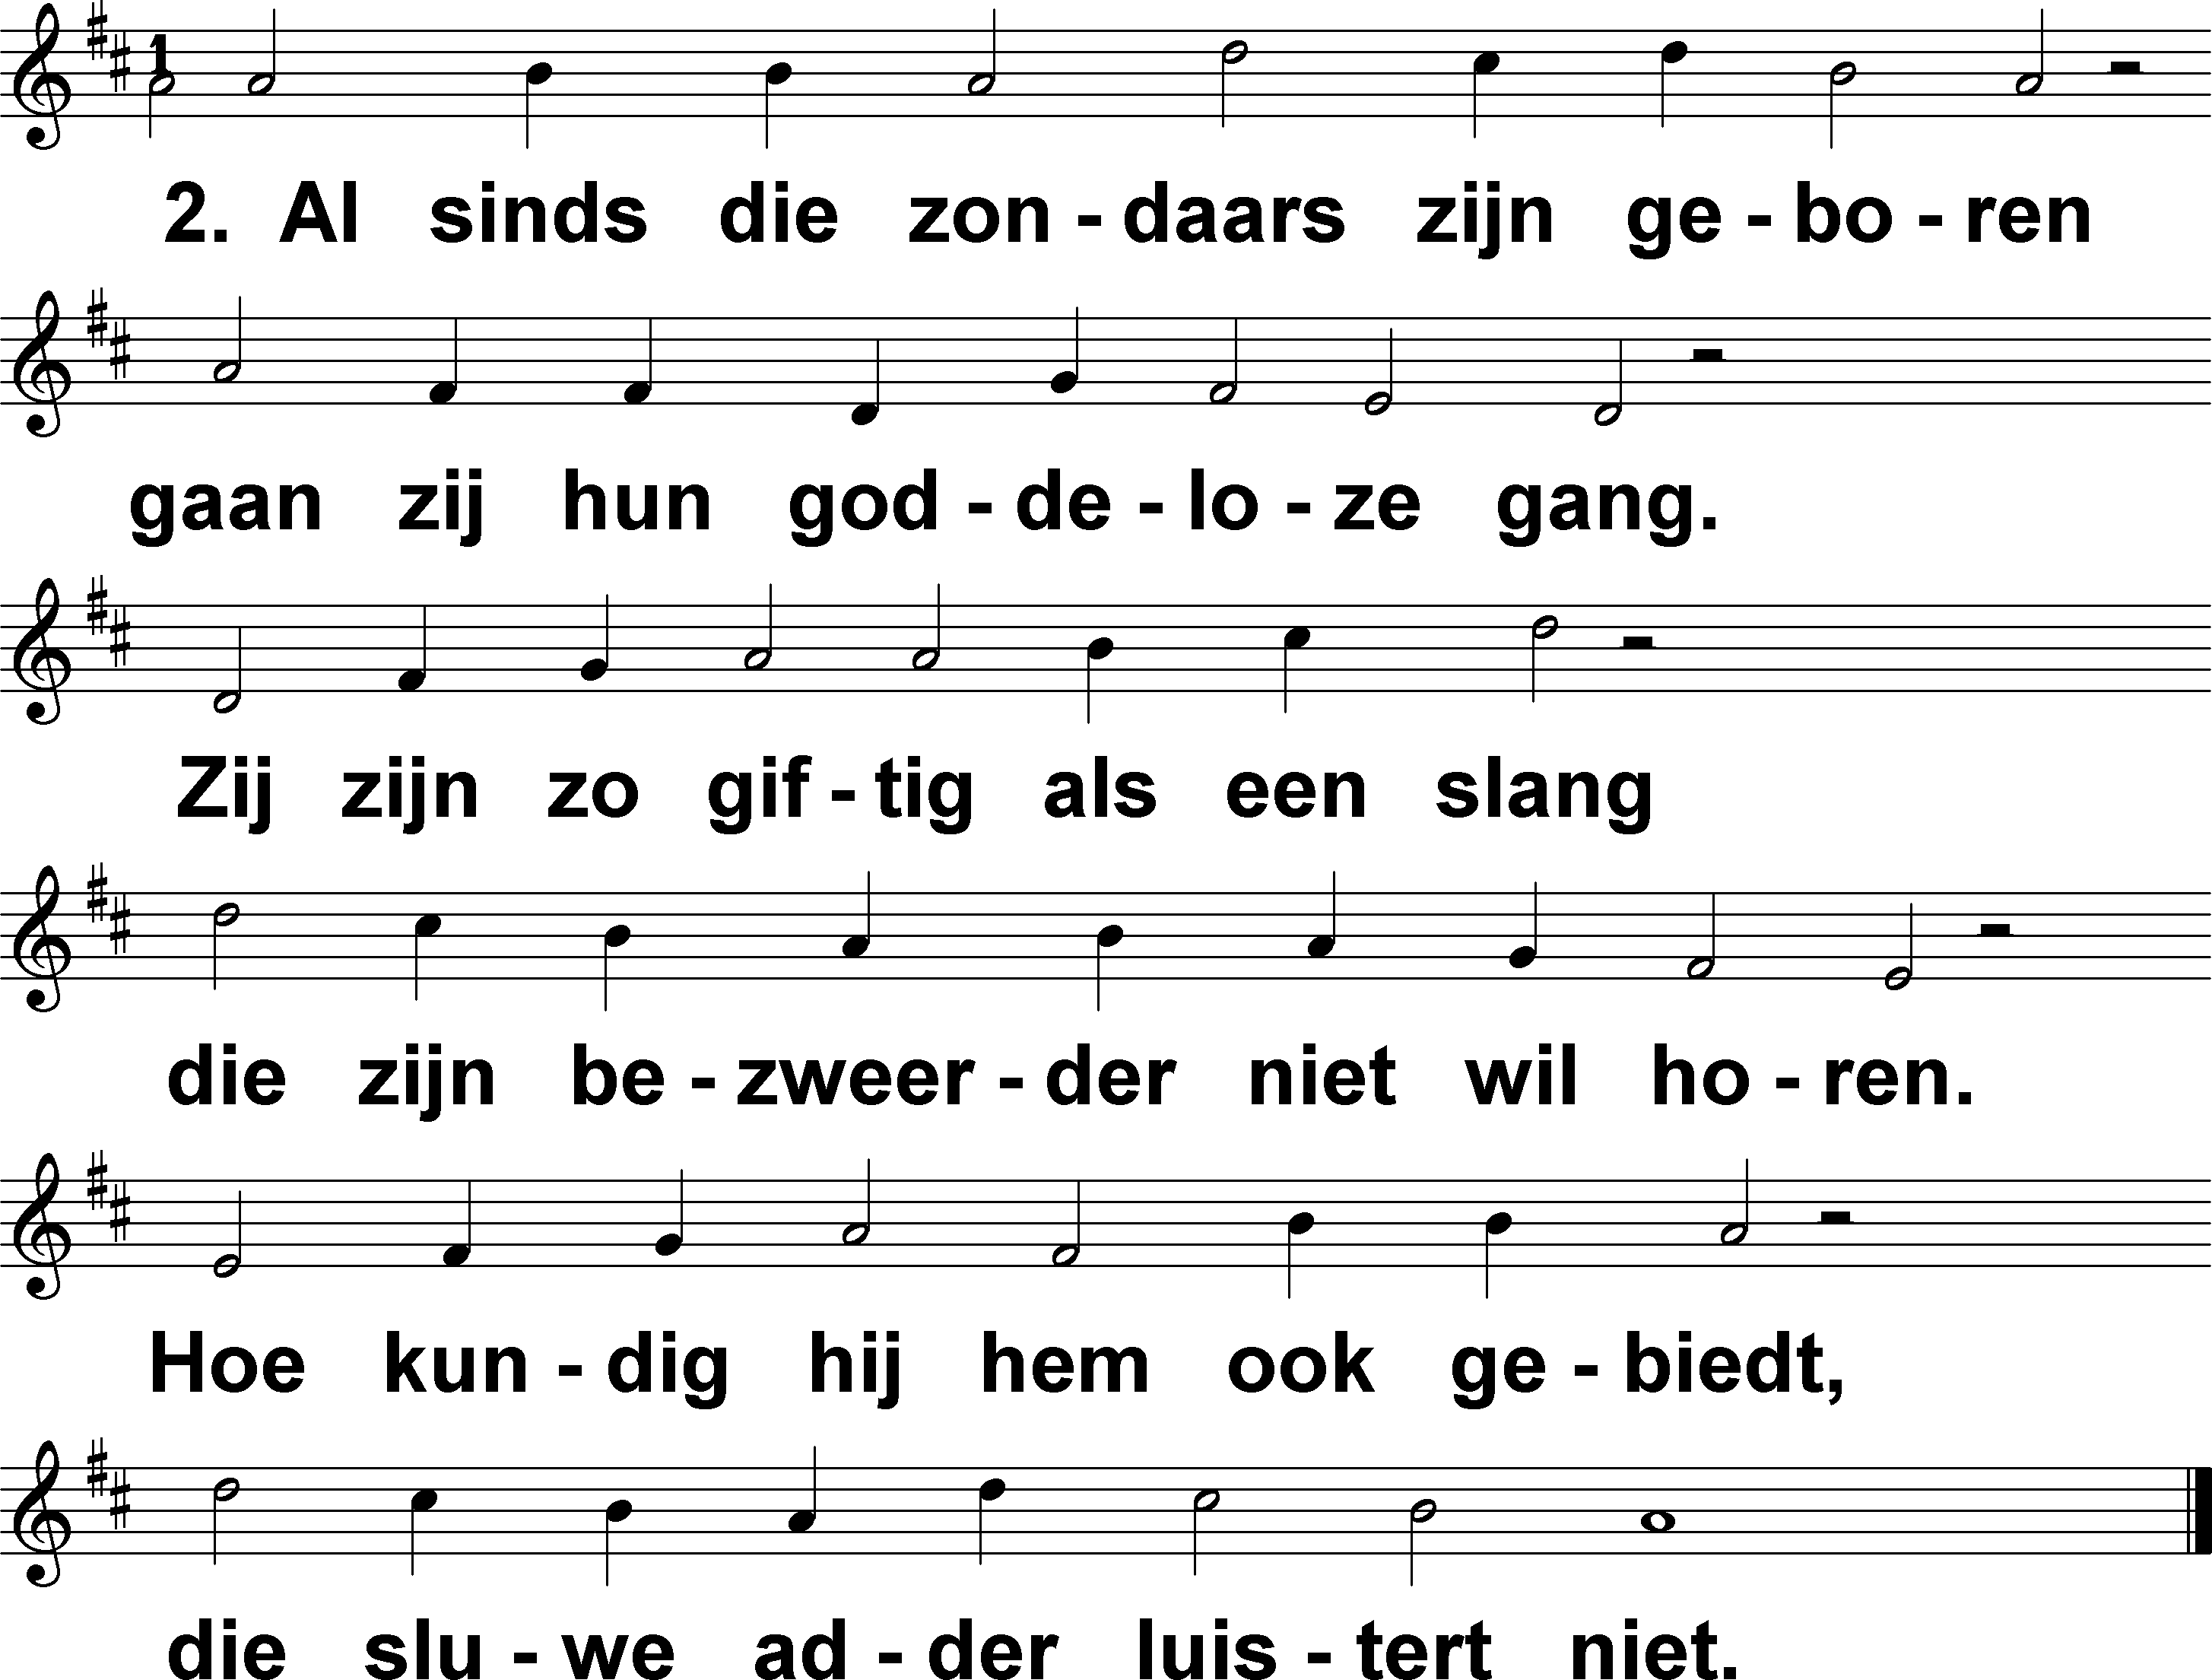 1
2. Al sinds die zon - daars zijn ge - bo - ren
gaan zij hun god - de - lo - ze gang.
Zij zijn zo gif - tig als een slang
die zijn be - zweer - der niet wil ho - ren.
Hoe kun - dig hij hem ook ge - biedt,
die slu - we ad - der luis - tert niet.